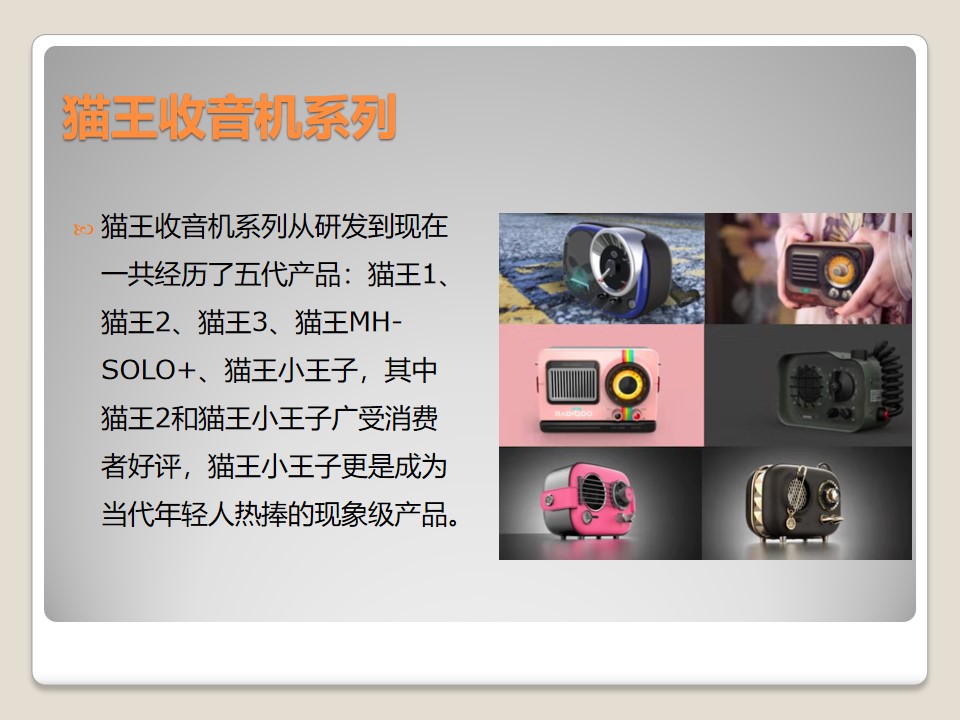 猫王收音机系列
猫王收音机系列从研发到现在
一共经历了五代产品：猫王1、
猫王2、猫王3、猫王MH-
SOLO+、猫王小王子，其中
猫王2和猫王小王子广受消费
者好评，猫王小王子更是成为
当代年轻人热捧的现象级产品。
RADIOOO